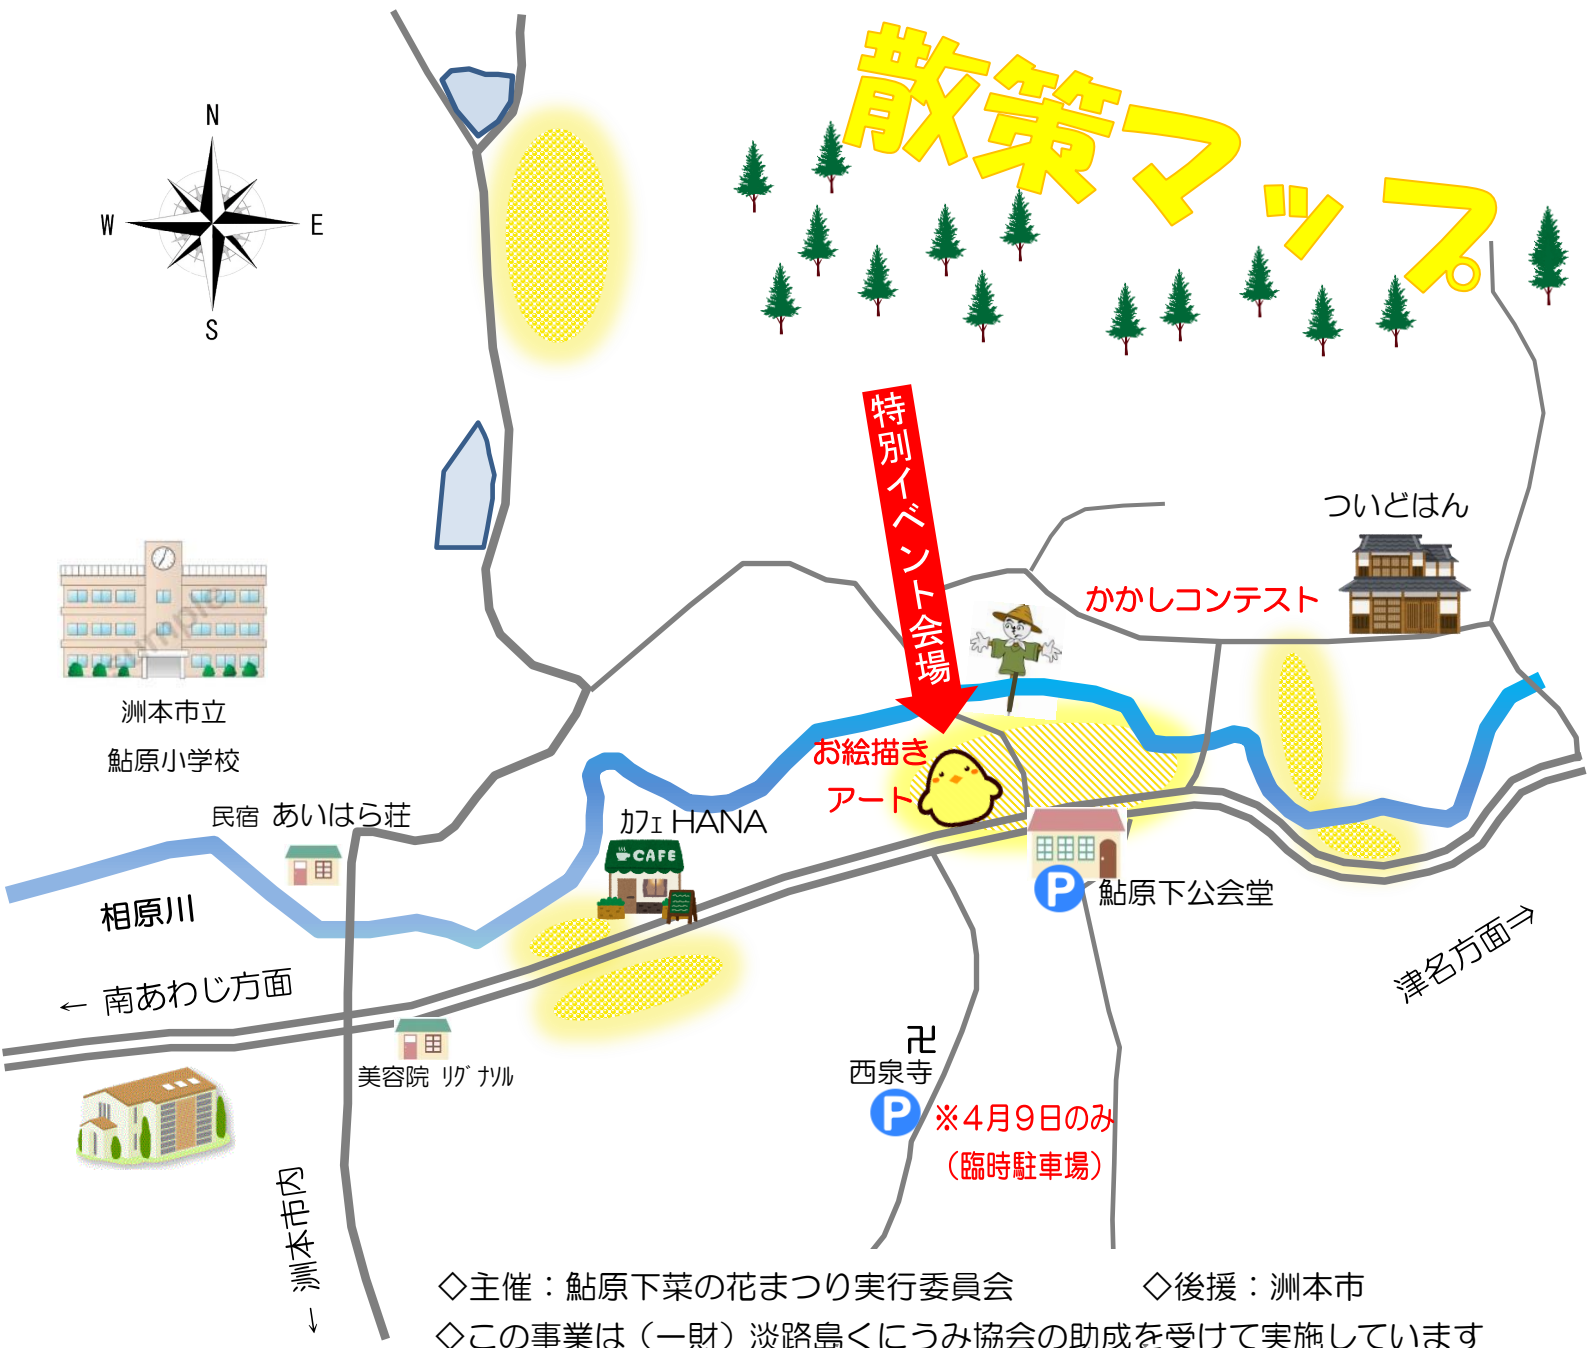 散策マップ
N
W
E
S
特別イベント会場
ついどはん
かかしコンテスト
洲本市立
鮎原小学校
お絵描き
アート
民宿 あいはら荘
ｶﾌｪ HANA
CAFE
相原川
P
鮎原下公会堂
津名方面⇒
← 南あわじ方面
美容院 ﾘｸﾞﾅｿﾙ
卍
西泉寺
P
※４月９日のみ
（臨時駐車場）
← 洲本市内
◇主催：鮎原下菜の花まつり実行委員会
◇後援：洲本市
◇この事業は（一財）淡路島くにうみ協会の助成を受けて実施しています